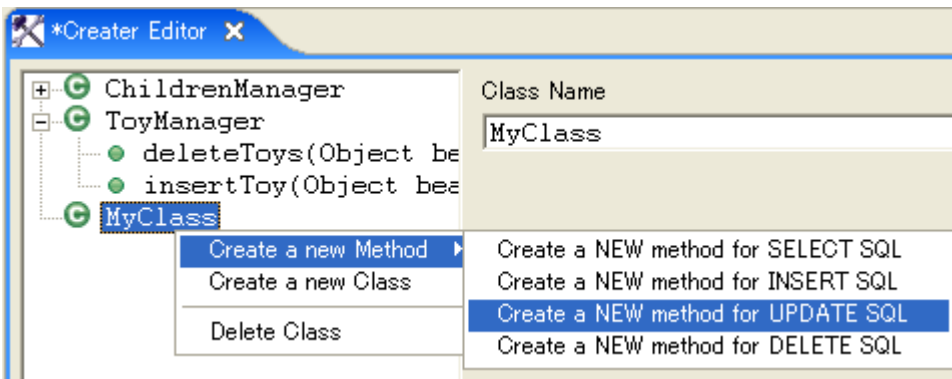 *Creater Editor
ChildrenManager
ToyManager
deleteToys(Object be
insertToy(Object bea
MyClass
Class Name
MyClass
Create a new Method
Create a new Class
Delete Class
Create a NEW method for SELECT SQL
Create a NEW method for INSERT SQL
Create a NEW method for UPDATE SQL
Create a NEW method for DELETE SQL